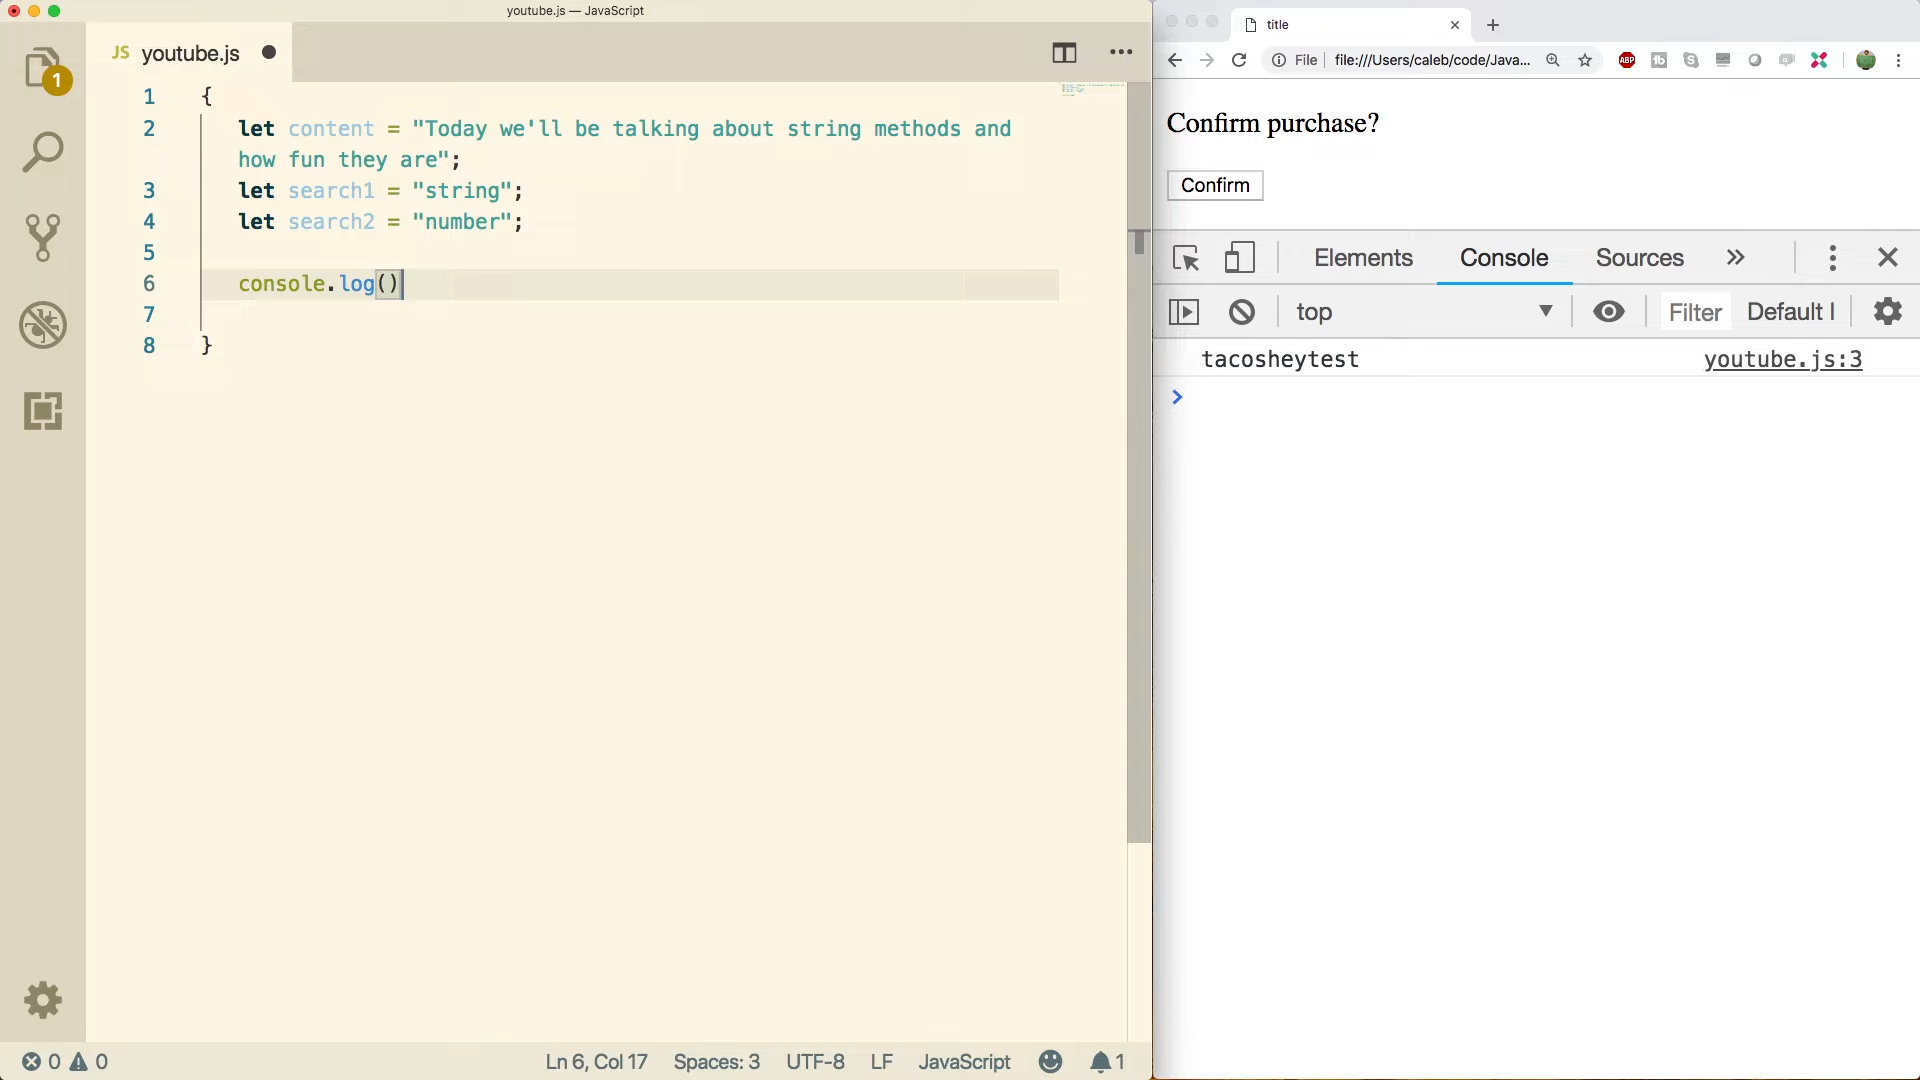 youtube.js — JavaScript
JS youtube.js
1
1 {
2 let content = "Today we'll be talking about string methods and
how fun they are";
3 let search1 = "string";
4 let search2 = "number";
5
6 console.log()
7
8 }
0 0
Ln 6, Col 17 Spaces: 3 UTF-8 LF JavaScript 1
title
File file:///Users/caleb/code/Java...
ABP
Confirm purchase?
Confirm
Elements Console Sources »
top Filter Default l
tacosheytest youtube.js:3